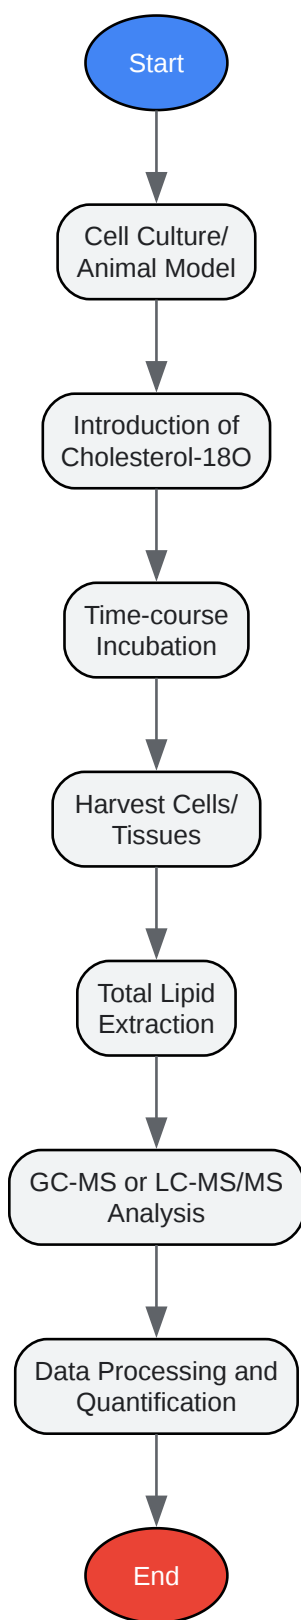 Start
Cell Culture/
Animal Model
Introduction of
Cholesterol-18O
Time-course
Incubation
Harvest Cells/
Tissues
Total Lipid
Extraction
GC-MS or LC-MS/MS
Analysis
Data Processing and
Quantification
End